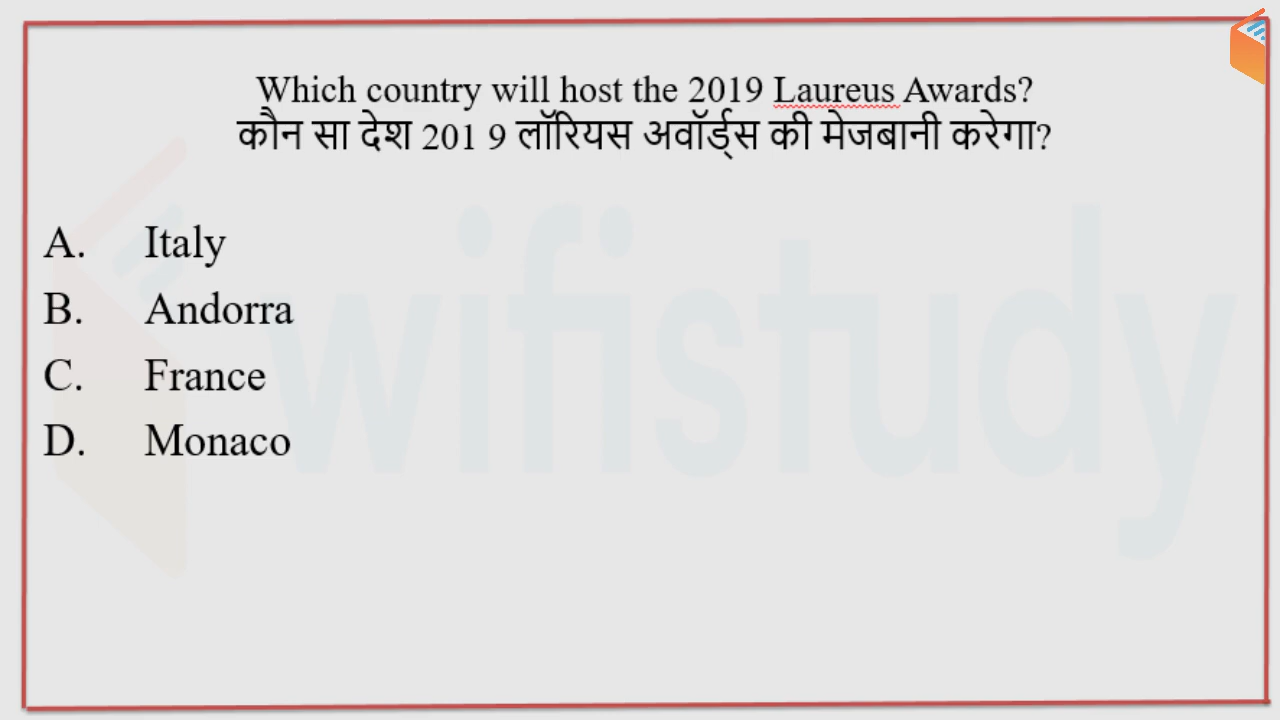 Which country will host the 2019 Laureus Awards?
कौन सा देश 201 9 लॉरियस अवॉर्ड्स की मेजबानी करेगा?
A. Italy
B. Andorra
C. France
D. Monaco
wifistudy